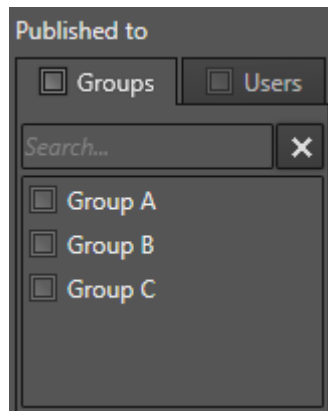 Published to
Groups Users
Search...
Group A
Group B
Group C